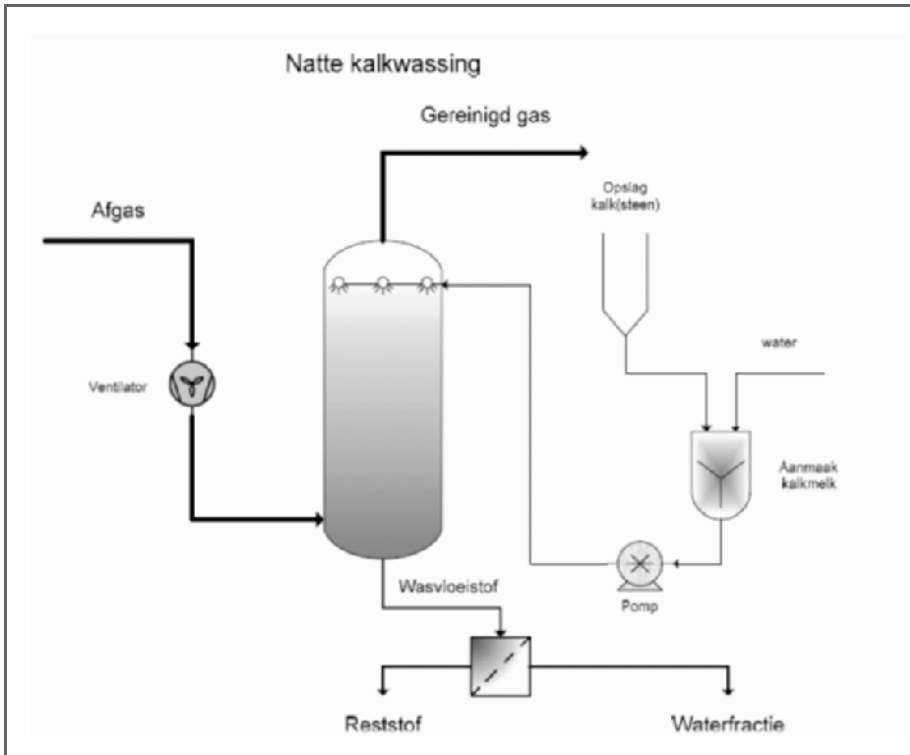 Natte kalkwassing
Gereinigd gas
Opslag
kalk(steen)
Afgas
water
Ventilator
Aanmaak
kalkmelk
Wasvloeistof
Pomp
Reststof
Waterfractie